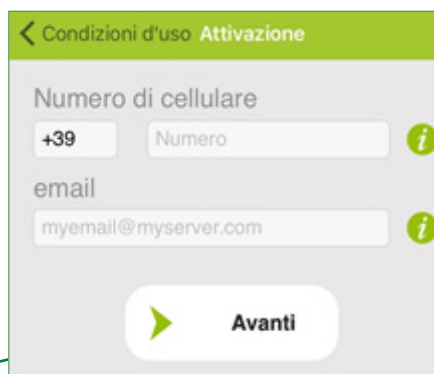 Condizioni d'uso Attivazione
Numero di cellulare
+39 Numero
email
myemail@myserver.com
Avanti